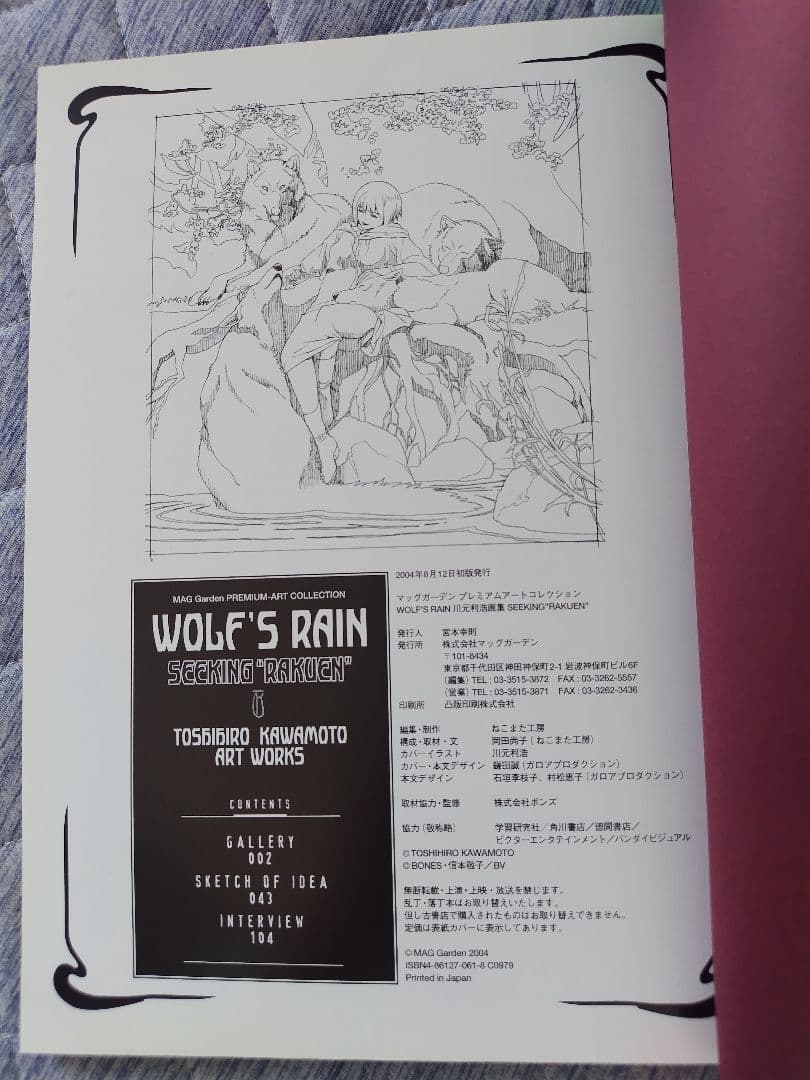 MAG Garden PREMIUM-ART COLLECTION
WOLF'S RAIN
SEEKING "RAKUEN"
TOSHIHIRO KAWAMOTO
ART WORKS
CONTENTS
GALLERY
002
SKETCH OF IDEA
043
INTERVIEW
104
2004年8月12日初版発行
マッグガーデン プレミアムアートコレクション
WOLF'S RAIN 川元利浩画集 SEEKING"RAKUEN"
発行人 宮本幸則
発行所 株式会社マッグガーデン
〒101-8434
東京都千代田区神田神保町2-1 岩波神保町ビル6F
(編集) TEL : 03-3515-3872 FAX : 03-3262-5557
(営業) TEL : 03-3515-3871 FAX : 03-3262-3436
印刷所 凸版印刷株式会社
編集・制作 ねこまた工房
構成・取材・文 岡田尚子(ねこまた工房)
カバーイラスト 川元利浩
カバー・本文デザイン 鎌田誠(ガロアプロダクション)
本文デザイン 石垣季枝子、村松恵子(ガロアプロダクション)
取材協力・監修 株式会社ボンズ
協力(敬称略) 学習研究社/角川書店/徳間書店/
ビクターエンタテインメント/バンダイビジュアル
©TOSHIHIRO KAWAMOTO
©BONES・信本敬子/BV
無断転載・上演・上映・放送を禁じます。
乱丁・落丁本はお取り替えいたします。
但し古書店で購入されたものはお取り替えできません。
定価は表紙カバーに表示してあります。
©MAG Garden 2004
ISBN4-86127-061-8 C0979
Printed in Japan